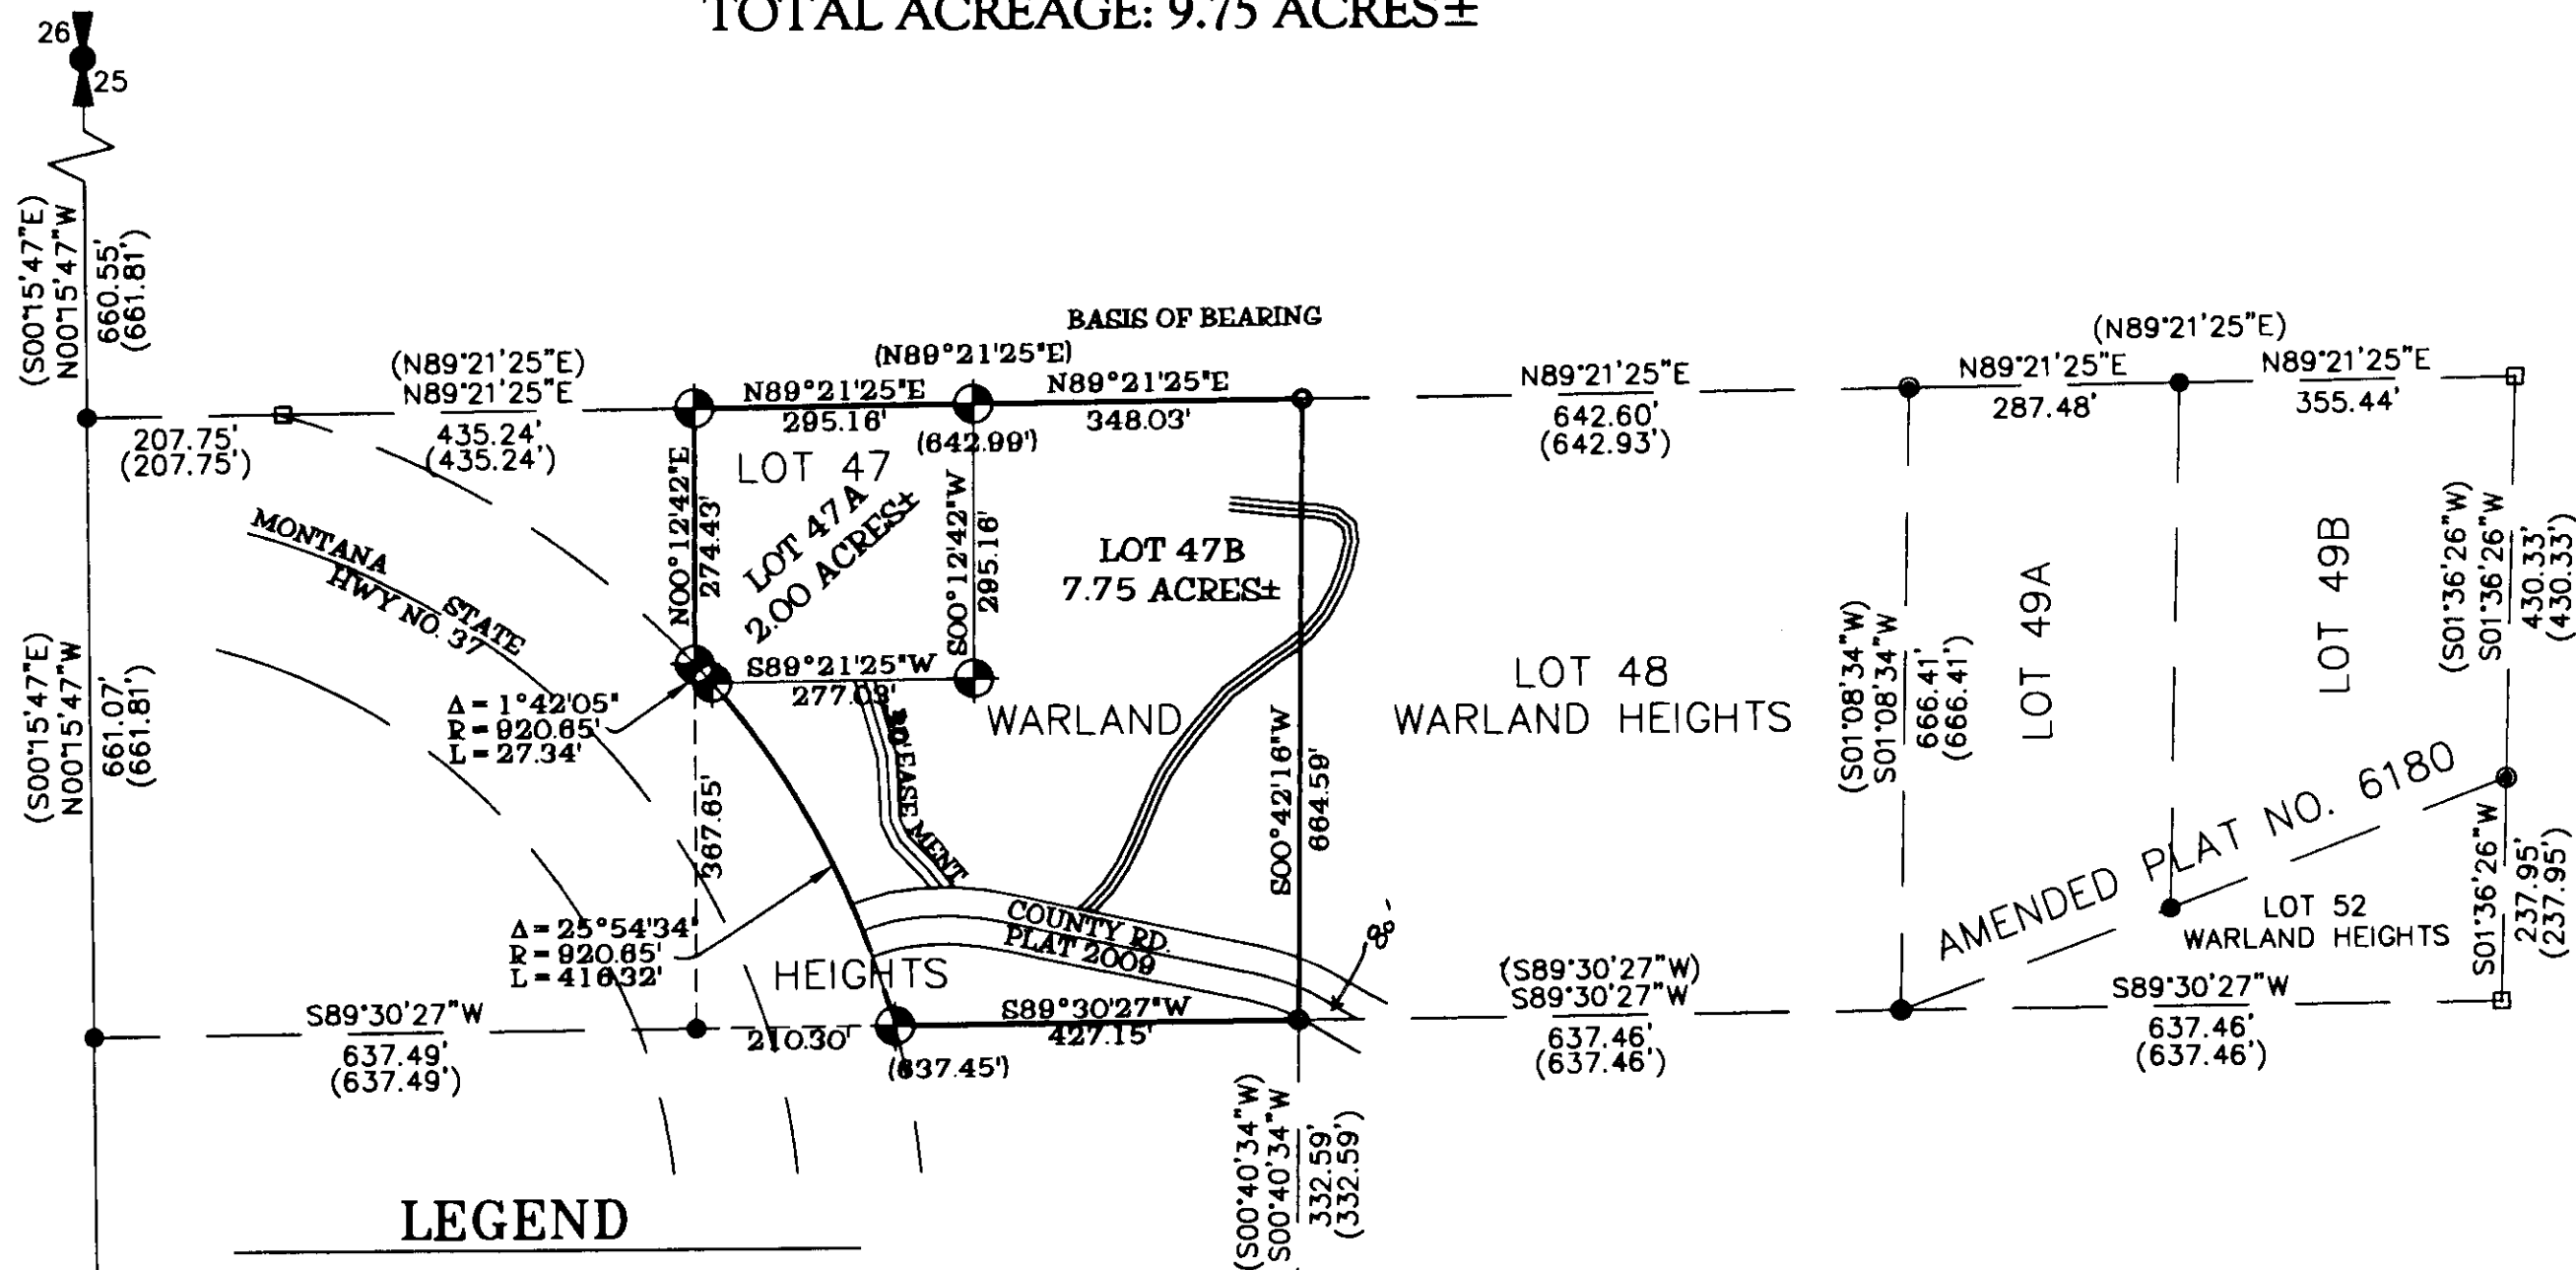 TOTAL ACREAGE: 9.75 ACRES±
26
25
(S00°15'47"E)
N00°15'47"W
660.55'
(661.81')
BASIS OF BEARING
(N89°21'25"E)
N89°21'25"E
435.24'
(435.24')
207.75'
(207.75')
(N89°21'25"E)
N89°21'25"E
295.16'
(642.99')
N89°21'25"E
348.03'
N89°21'25"E
642.60'
(642.93')
(N89°21'25"E)
N89°21'25"E
287.48'
N89°21'25"E
355.44'
LOT 47
LOT 47A
2.00 ACRES±
N00°12'42"E
274.43'
S00°12'42"W
295.16'
LOT 47B
7.75 ACRES±
MONTANA
STATE
HWY NO. 37
S89°21'25"W
277.03'
Δ = 1°42'05"
R = 920.65'
L = 27.34'
(S00°15'47"E)
N00°15'47"W
661.07'
(661.81')
367.65'
EASEMENT
WARLAND
HEIGHTS
S00°42'16"W
664.59'
LOT 48
WARLAND HEIGHTS
(S01°08'34"W)
S01°08'34"W
666.41'
(666.41')
LOT 49A
LOT 49B
(S01°36'26"W)
S01°36'26"W
430.33'
(430.33')
AMENDED PLAT NO. 6180
LOT 52
WARLAND HEIGHTS
S01°36'26"W
237.95'
(237.95')
Δ = 25°54'34"
R = 920.65'
L = 416.32'
COUNTY RD.
PLAT 2009
S89°30'27"W
637.49'
(637.49')
210.30'
(637.45')
S89°30'27"W
427.15'
(S89°30'27"W)
S89°30'27"W
637.46'
(637.46')
S89°30'27"W
637.46'
(637.46')
(S00°40'34"W)
S00°40'34"W
332.59'
(332.59')
LEGEND